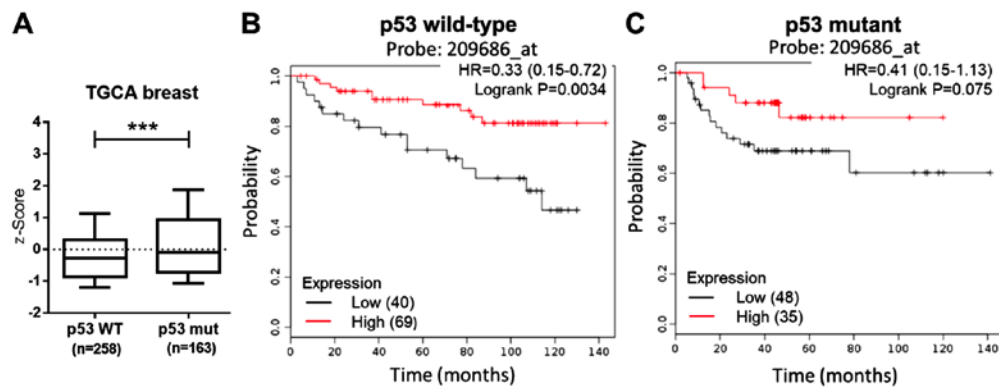 A
TGCA breast
***
z-Score
4
3
2
1
0
-1
-2
p53 WT
(n=258)
p53 mut
(n=163)
B
p53 wild-type
Probe: 209686_at
HR=0.33 (0.15-0.72)
Logrank P=0.0034
Probability
1.0
0.8
0.6
0.4
0.2
0.0
Expression
Low (40)
High (69)
0 20 40 60 80 100 120 140
Time (months)
C
p53 mutant
Probe: 209686_at
HR=0.41 (0.15-1.13)
Logrank P=0.075
Probability
1.0
0.8
0.6
0.4
0.2
0.0
Expression
Low (48)
High (35)
0 20 40 60 80 100 120 140
Time (months)